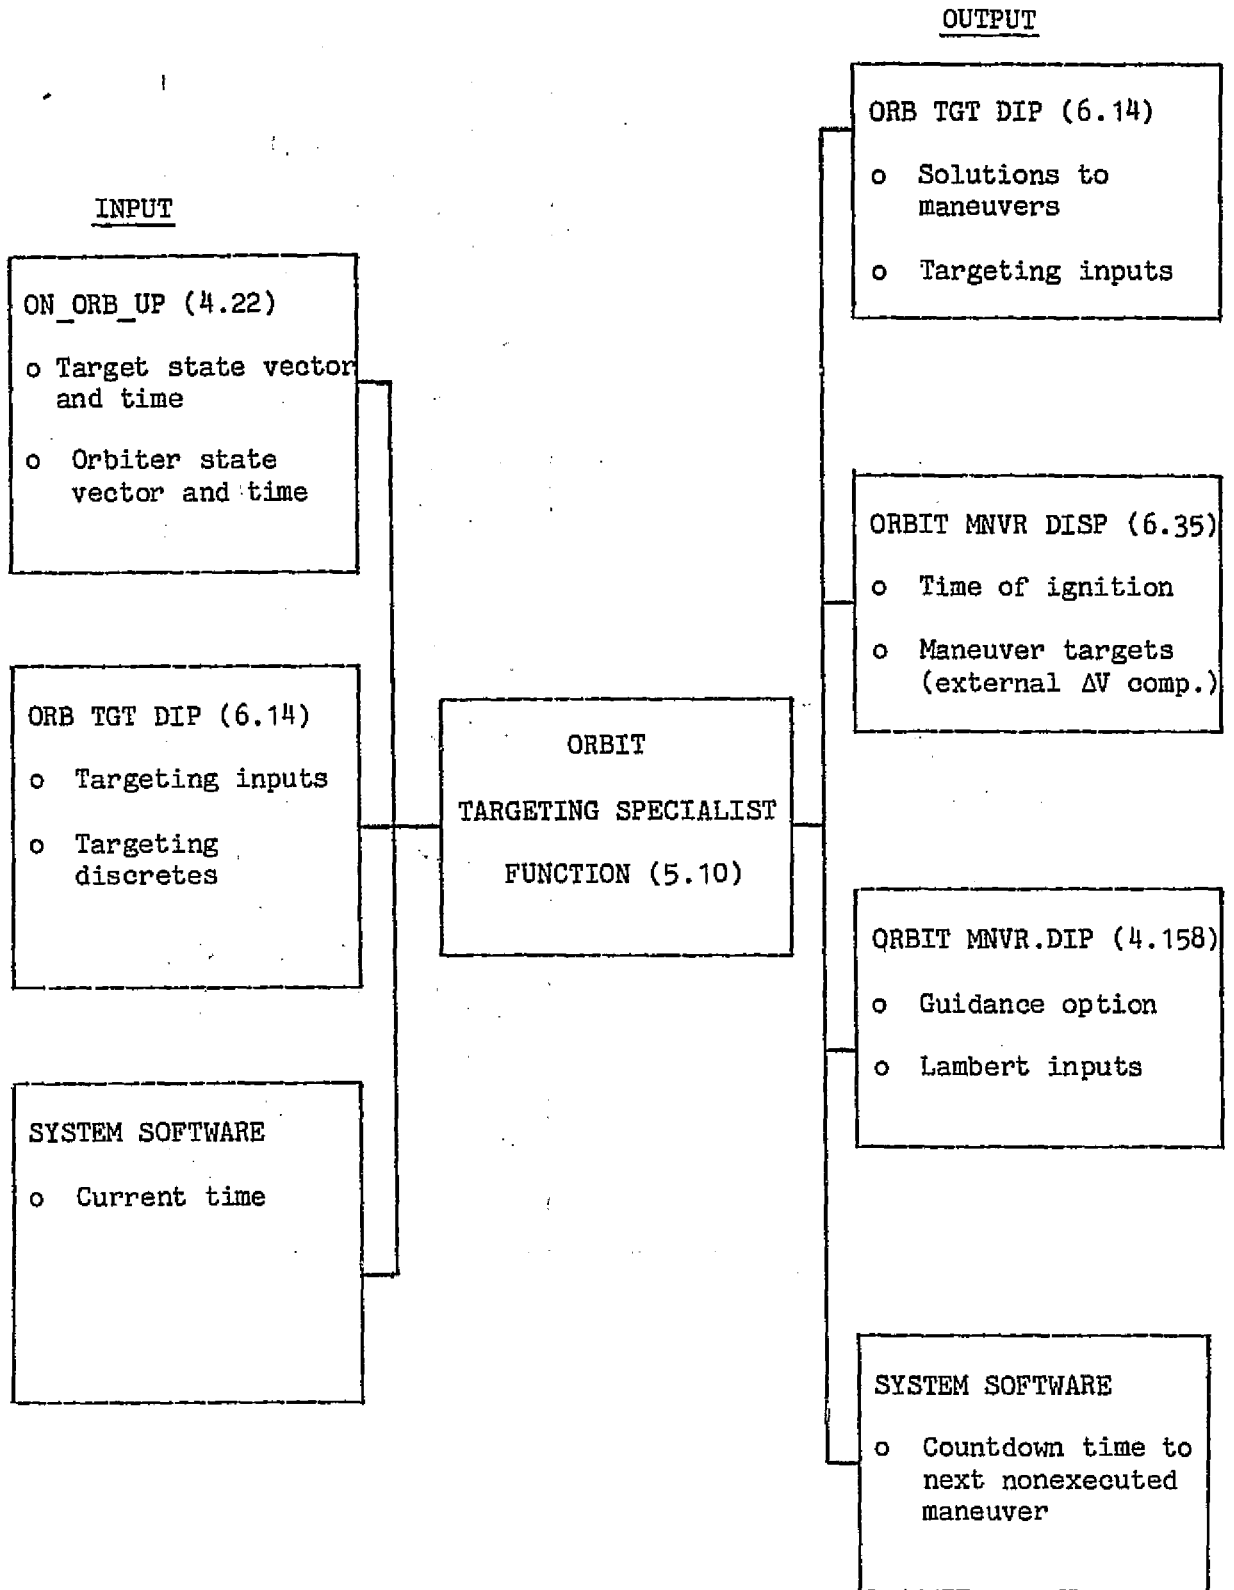 INPUT
ON_ORB_UP (4.22)
o Target state vector
and time
o Orbiter state
vector and time
ORB TGT DIP (6.14)
o Targeting inputs
o Targeting
discretes
SYSTEM SOFTWARE
o Current time
ORBIT
TARGETING SPECIALIST
FUNCTION (5.10)
OUTPUT
ORB TGT DIP (6.14)
o Solutions to
maneuvers
o Targeting inputs
ORBIT MNVR DISP (6.35)
o Time of ignition
o Maneuver targets
(external ΔV comp.)
ORBIT MNVR.DIP (4.158)
o Guidance option
o Lambert inputs
SYSTEM SOFTWARE
o Countdown time to
next nonexecuted
maneuver